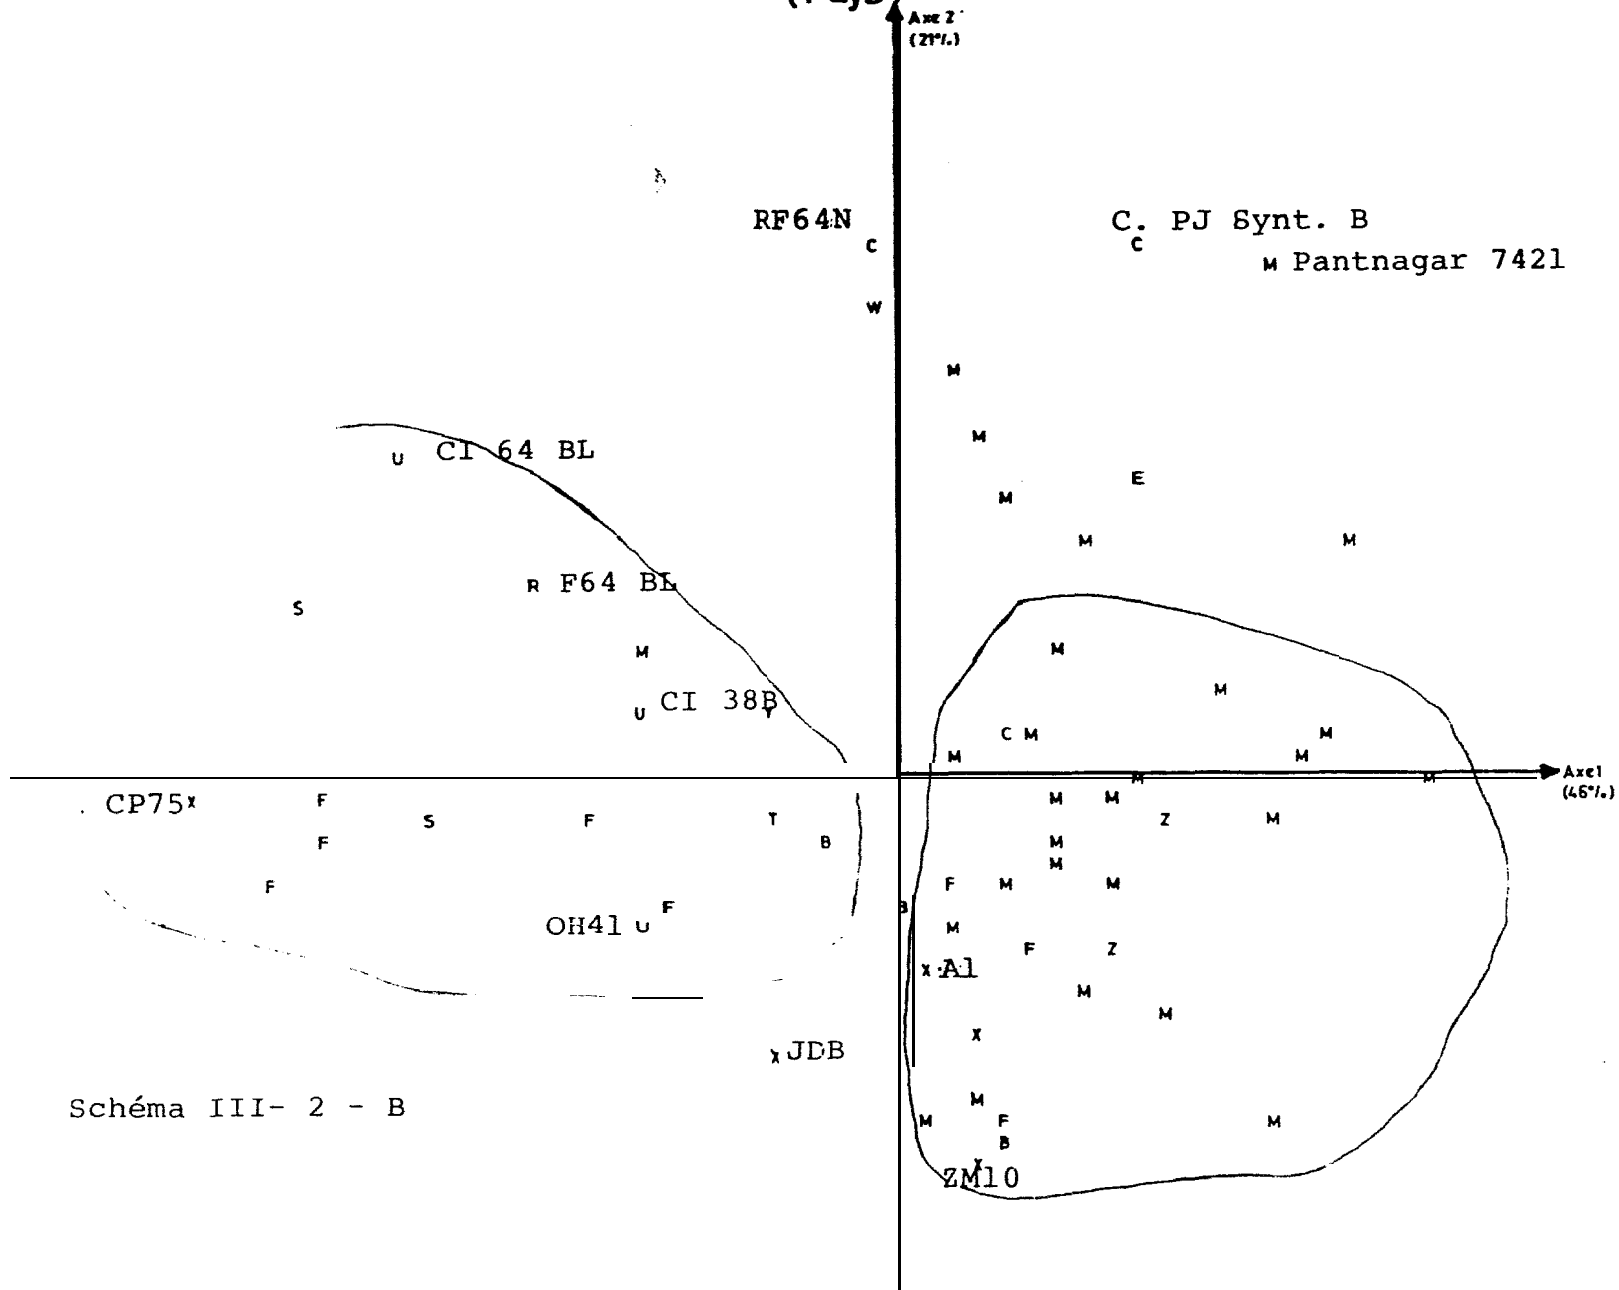 Axe 2
(21%)
RF64N
C
C. PJ Synt. B
C
M Pantnagar 7421
W
M
M
U CI 64 BL
E
M
M
M
R F64 BL
S
M
M
M
U CI 38B
T
C M
M
M
M
M
M
Axe1
(46%)
CP75 x
F
M
M
S
F
T
Z
M
F
B
M
M
F
F
M
M
F
B
OH41 U
M
F
Z
x A1
M
M
X
x JDB
M
Schéma III- 2 - B
M
F
M
B
x
ZM10